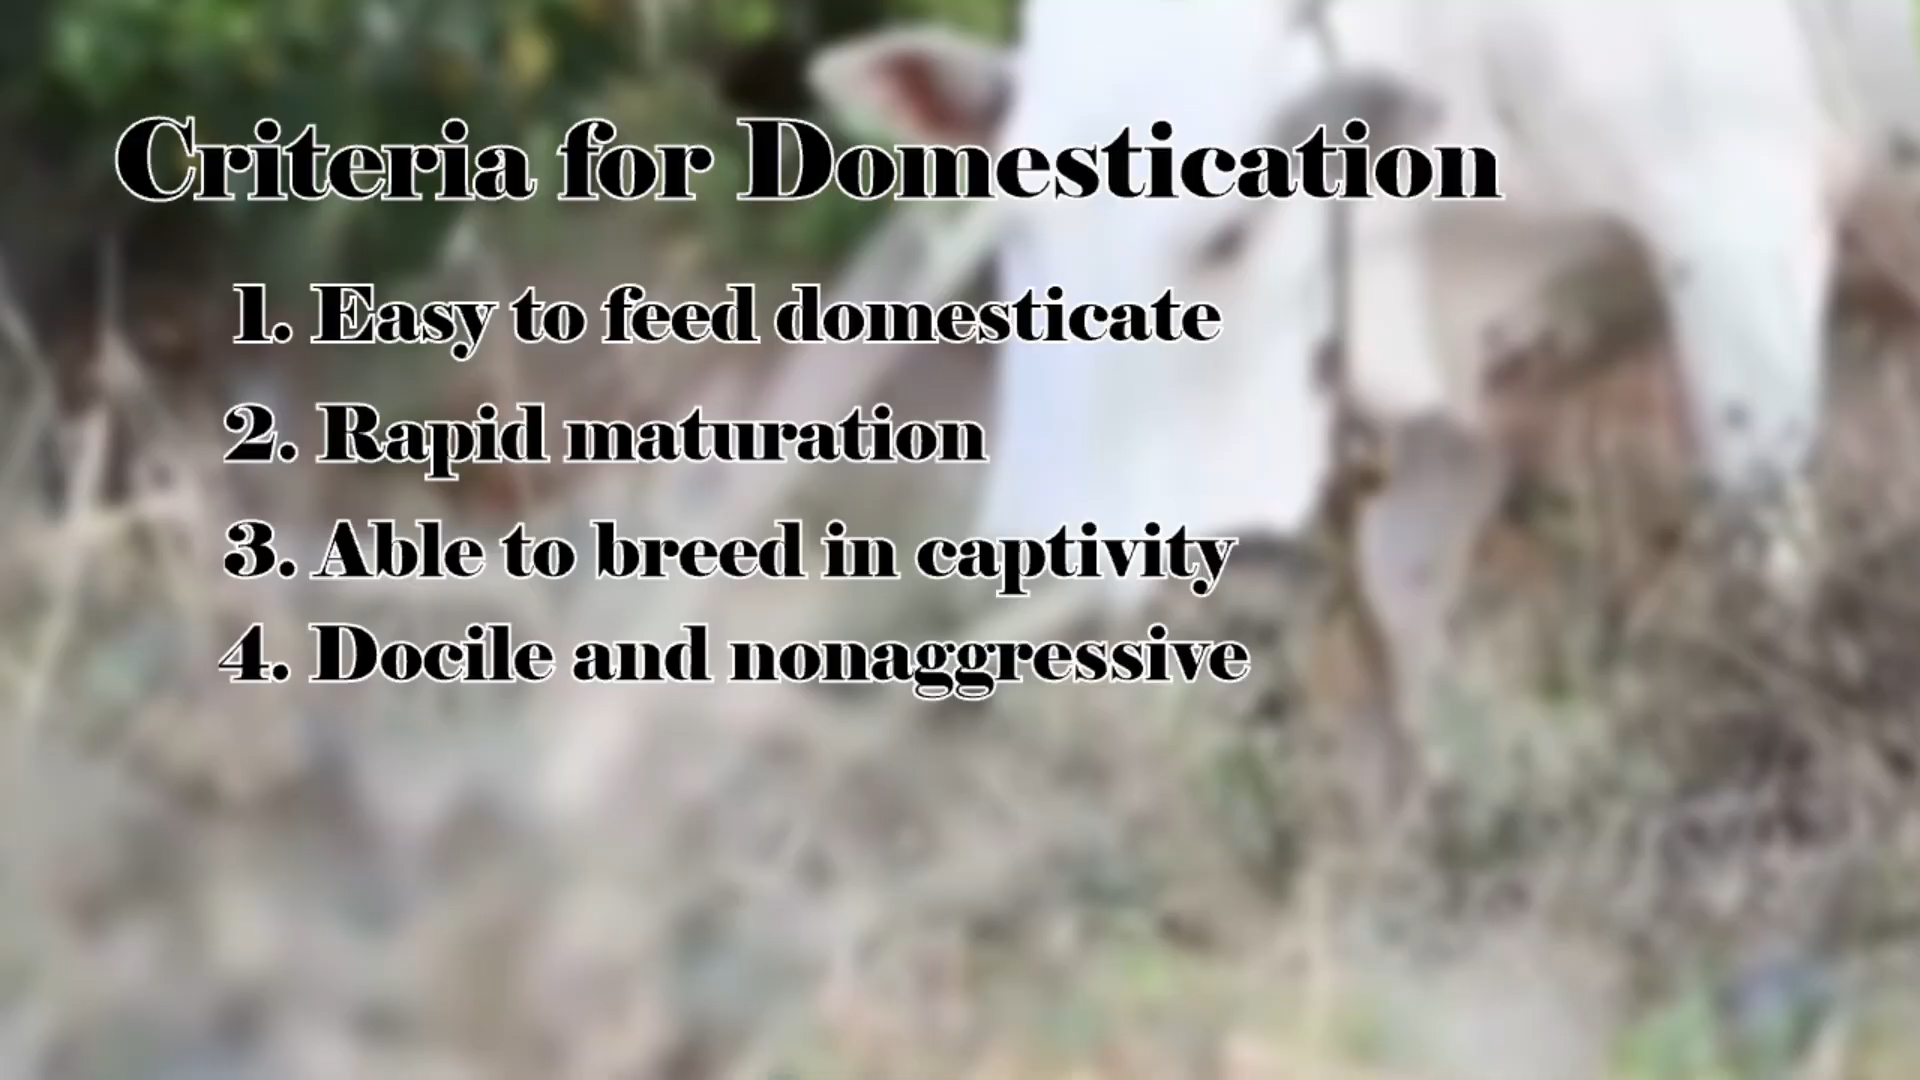 Criteria for Domestication
1. Easy to feed domesticate
2. Rapid maturation
3. Able to breed in captivity
4. Docile and nonaggressive